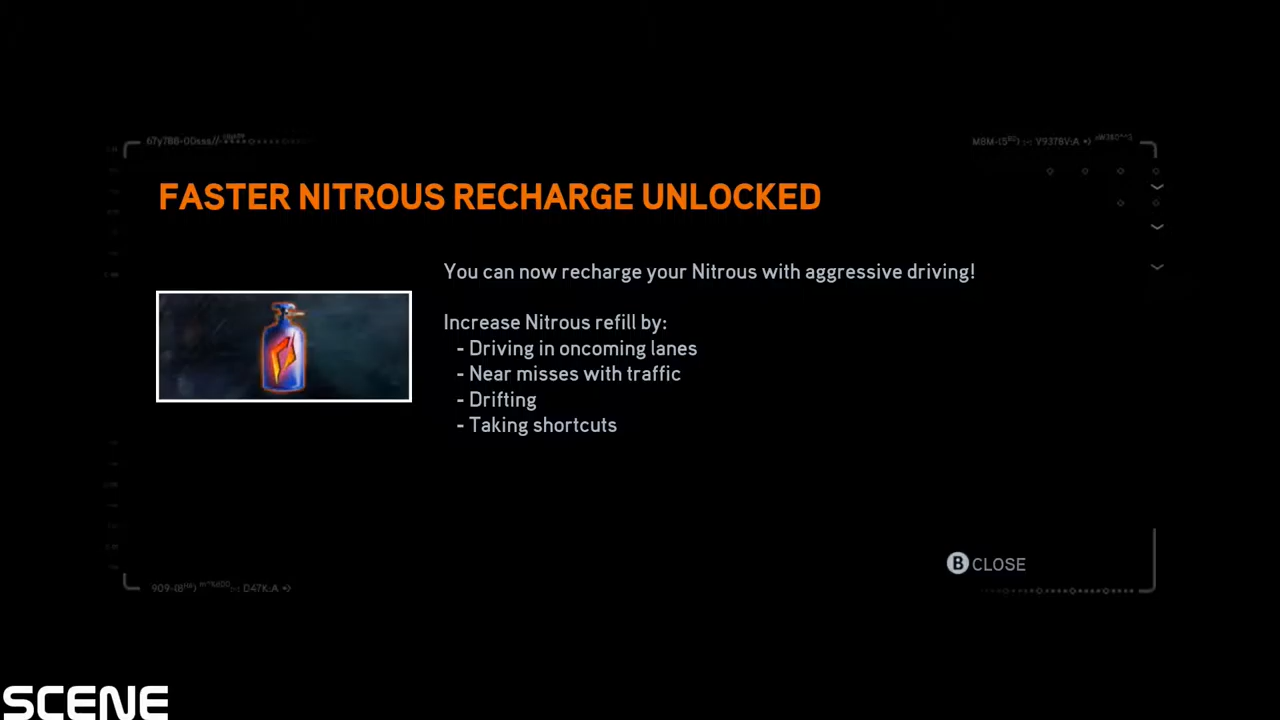 FASTER NITROUS RECHARGE UNLOCKED
You can now recharge your Nitrous with aggressive driving!
Increase Nitrous refill by:
- Driving in oncoming lanes
- Near misses with traffic
- Drifting
- Taking shortcuts
B CLOSE
SCENE